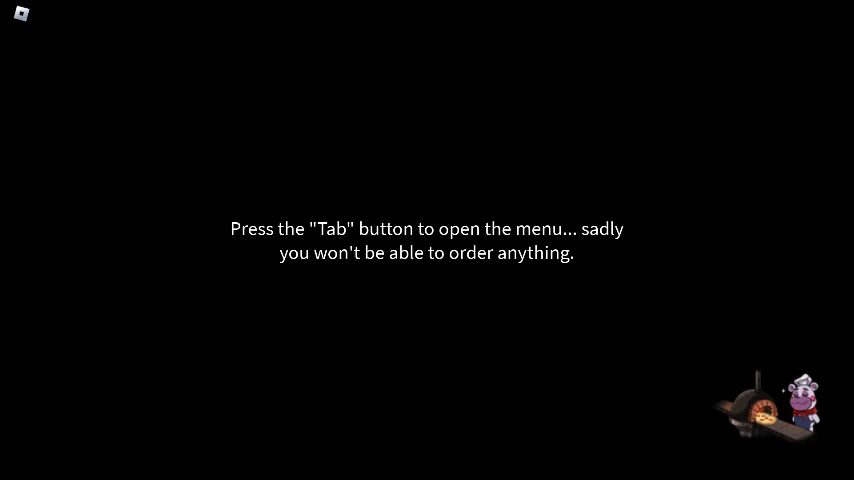 Press the "Tab" button to open the menu... sadly
you won't be able to order anything.